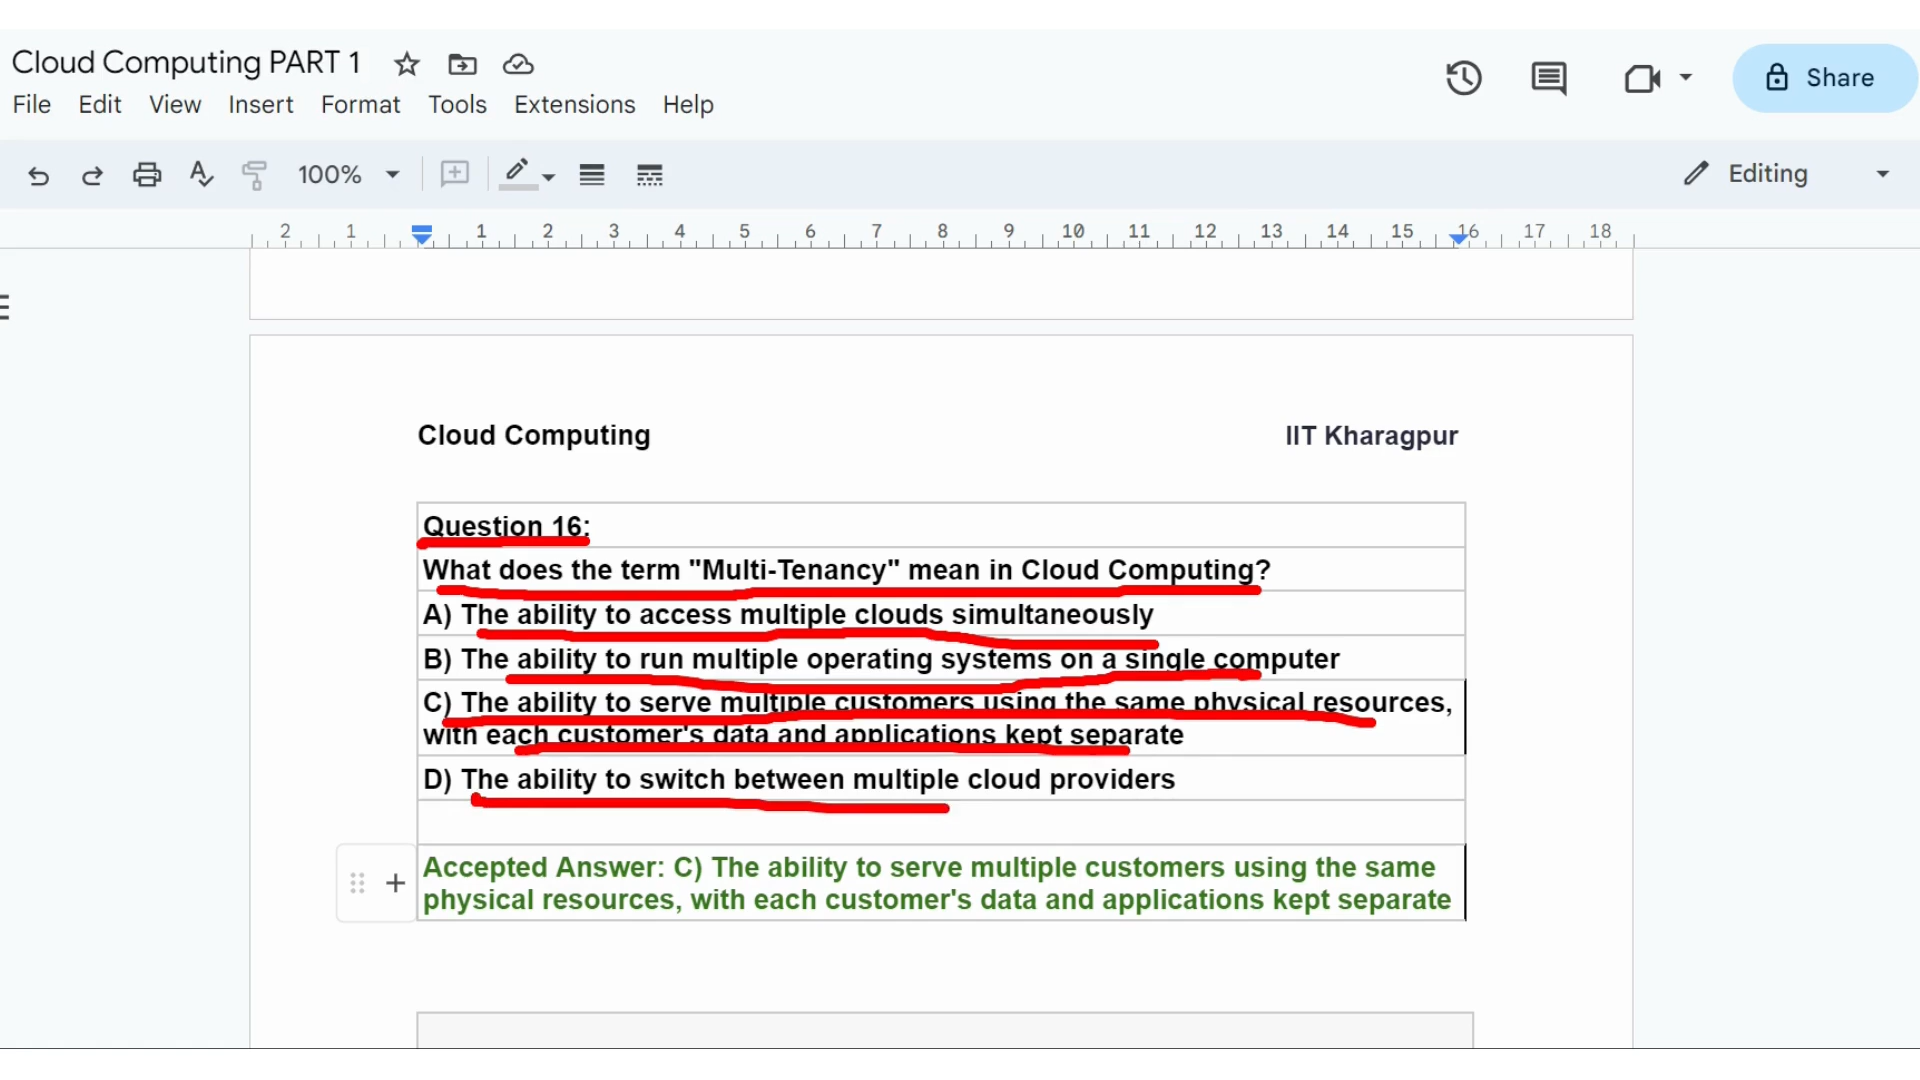 Cloud Computing PART 1
File Edit View Insert Format Tools Extensions Help
Share
100%
Editing
2 1 1 2 3 4 5 6 7 8 9 10 11 12 13 14 15 16 17 18
Cloud Computing IIT Kharagpur
Question 16:
What does the term "Multi-Tenancy" mean in Cloud Computing?
A) The ability to access multiple clouds simultaneously
B) The ability to run multiple operating systems on a single computer
C) The ability to serve multiple customers using the same physical resources,
with each customer's data and applications kept separate
D) The ability to switch between multiple cloud providers
Accepted Answer: C) The ability to serve multiple customers using the same
physical resources, with each customer's data and applications kept separate